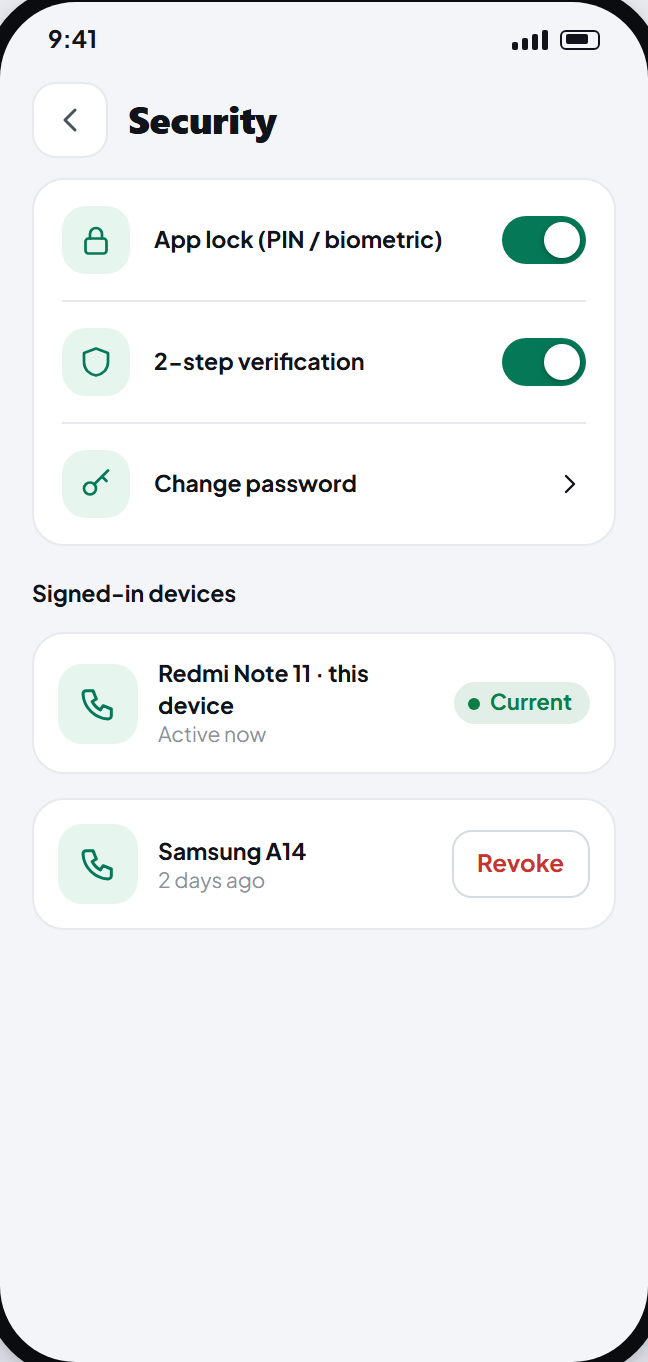 9:41
Security
App lock (PIN / biometric)
2-step verification
Change password
Signed-in devices
Redmi Note 11 · this
device
Active now
Current
Samsung A14
2 days ago
Revoke